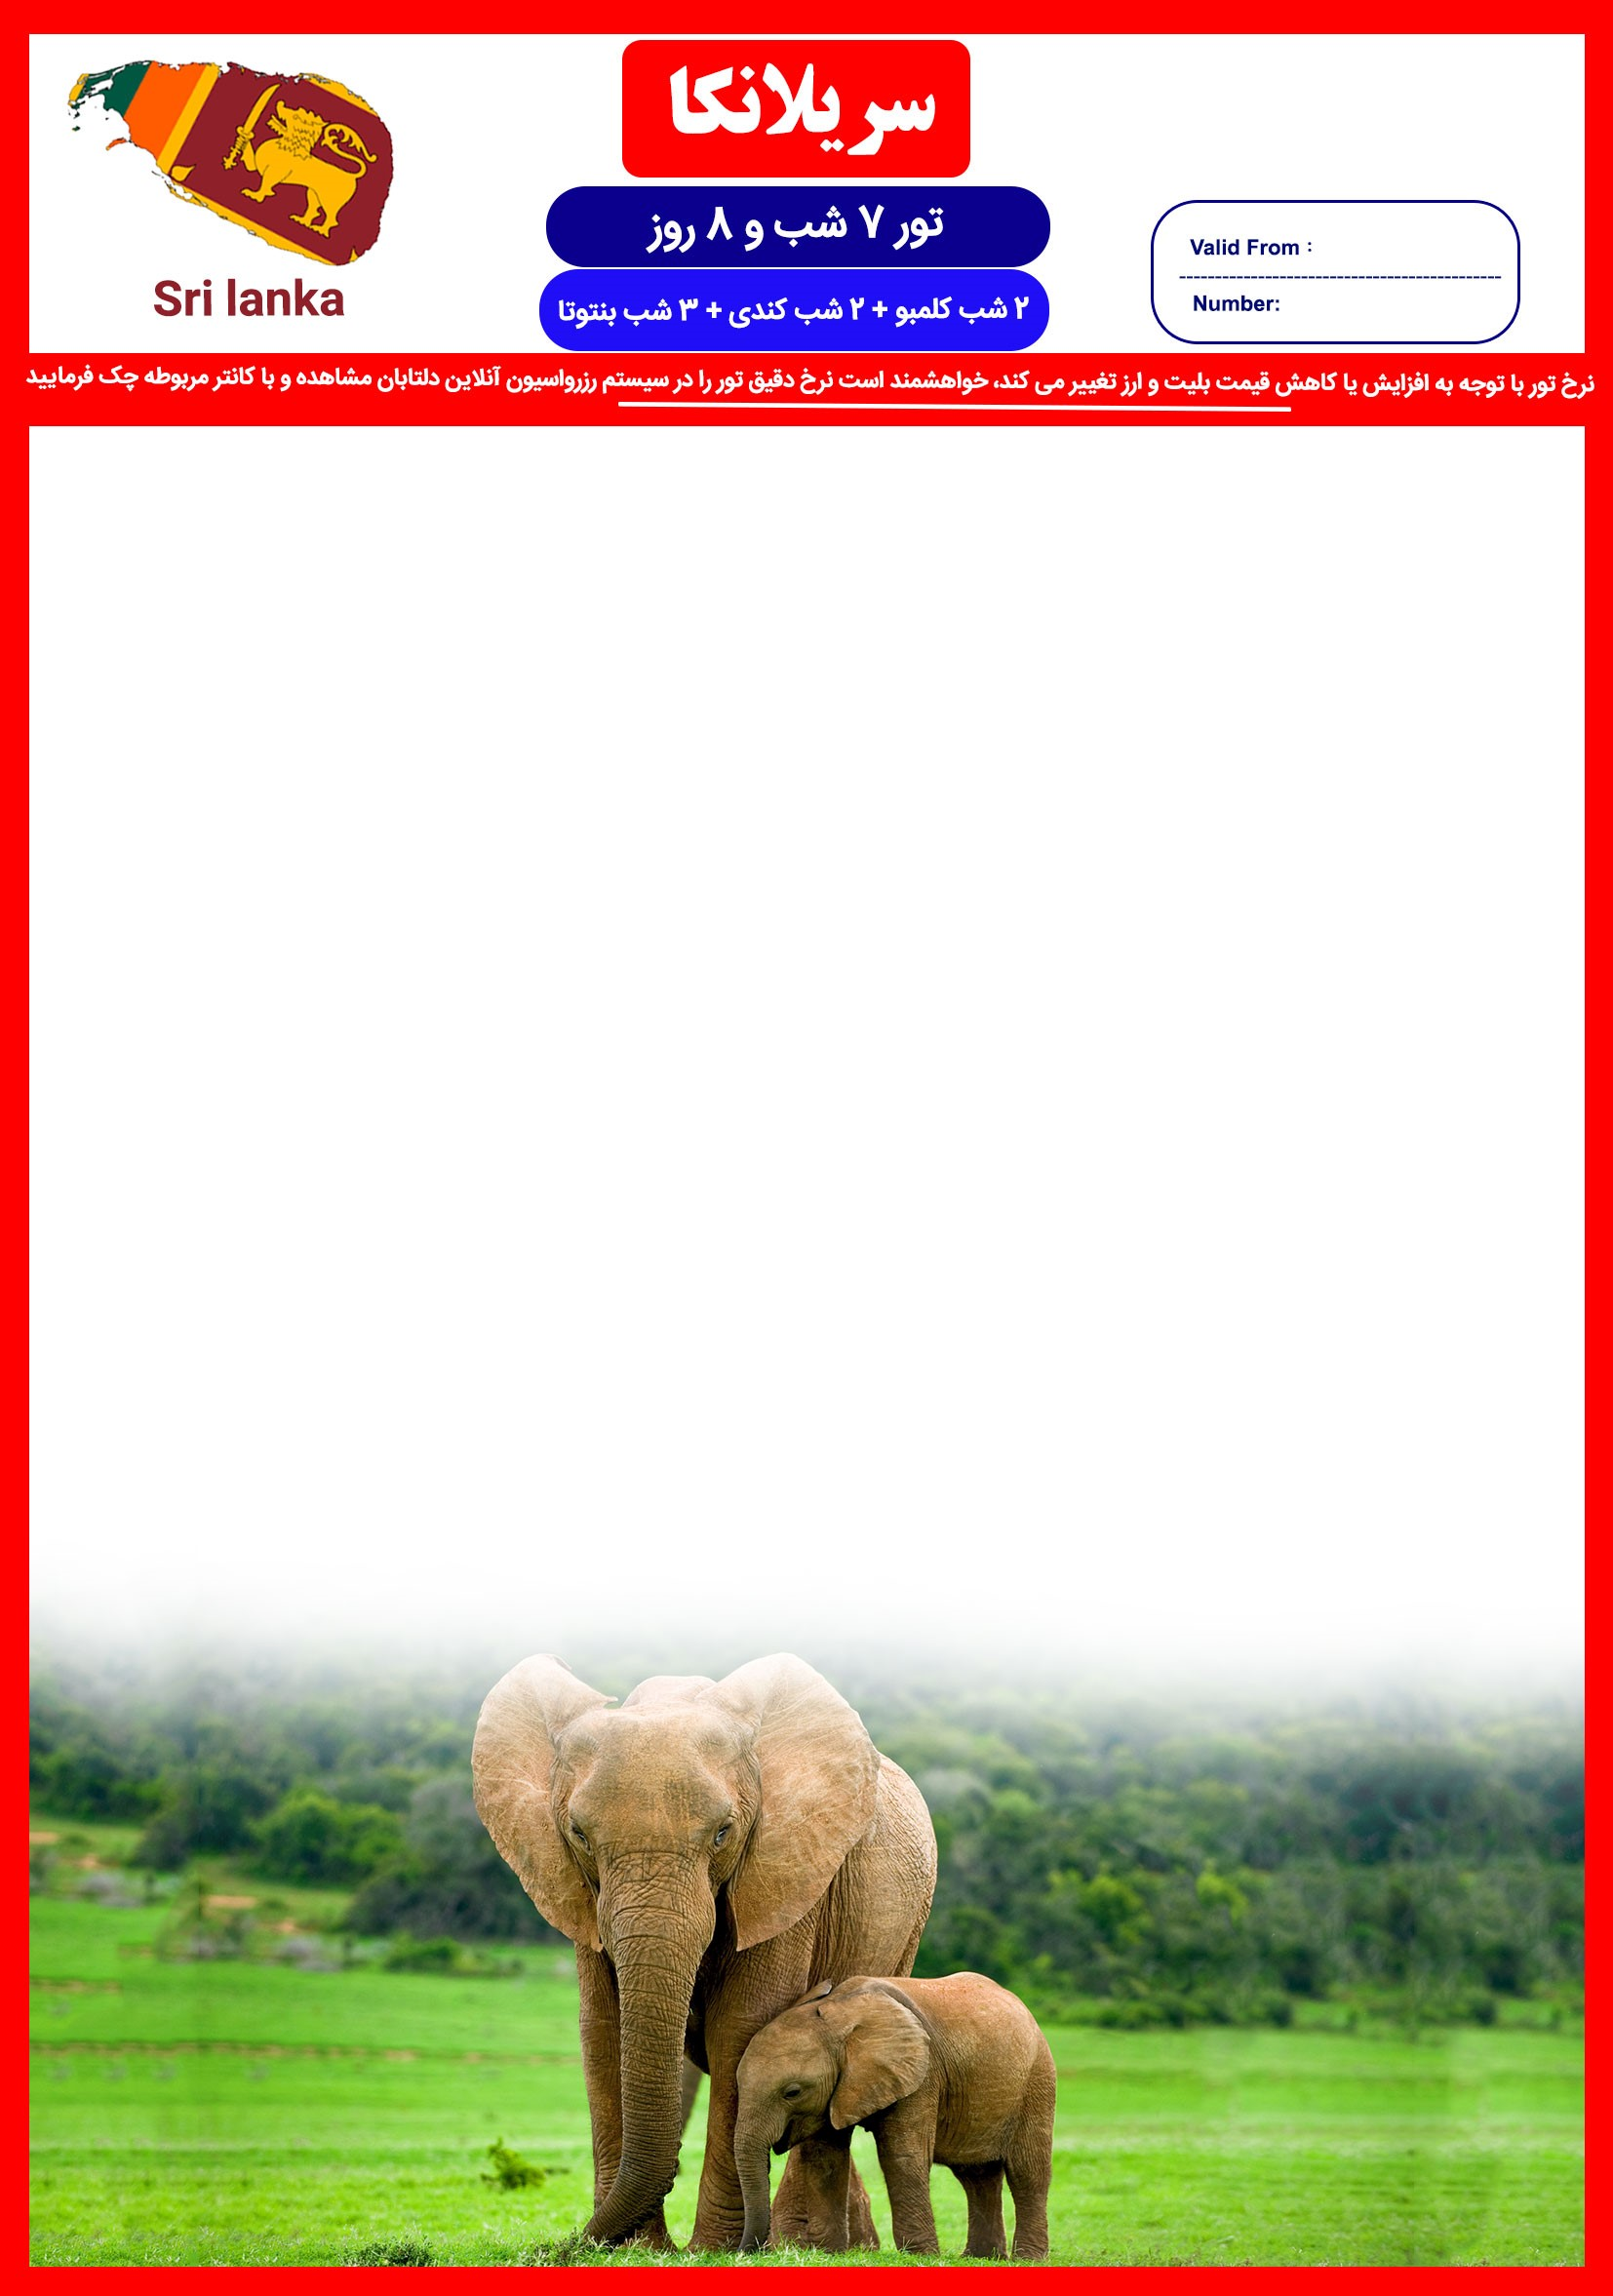 سریلانکا
Sri lanka
تور ۷ شب و ۸ روز
۲ شب کلمبو + ۲ شب کندی + ۳ شب بنتوتا
Valid From :
Number:
نرخ تور با توجه به افزایش یا کاهش قیمت بلیت و ارز تغییر می کند، خواهشمند است نرخ دقیق تور را در سیستم رزرواسیون آنلاین دلتابان مشاهده و با کانتر مربوطه چک فرمایید